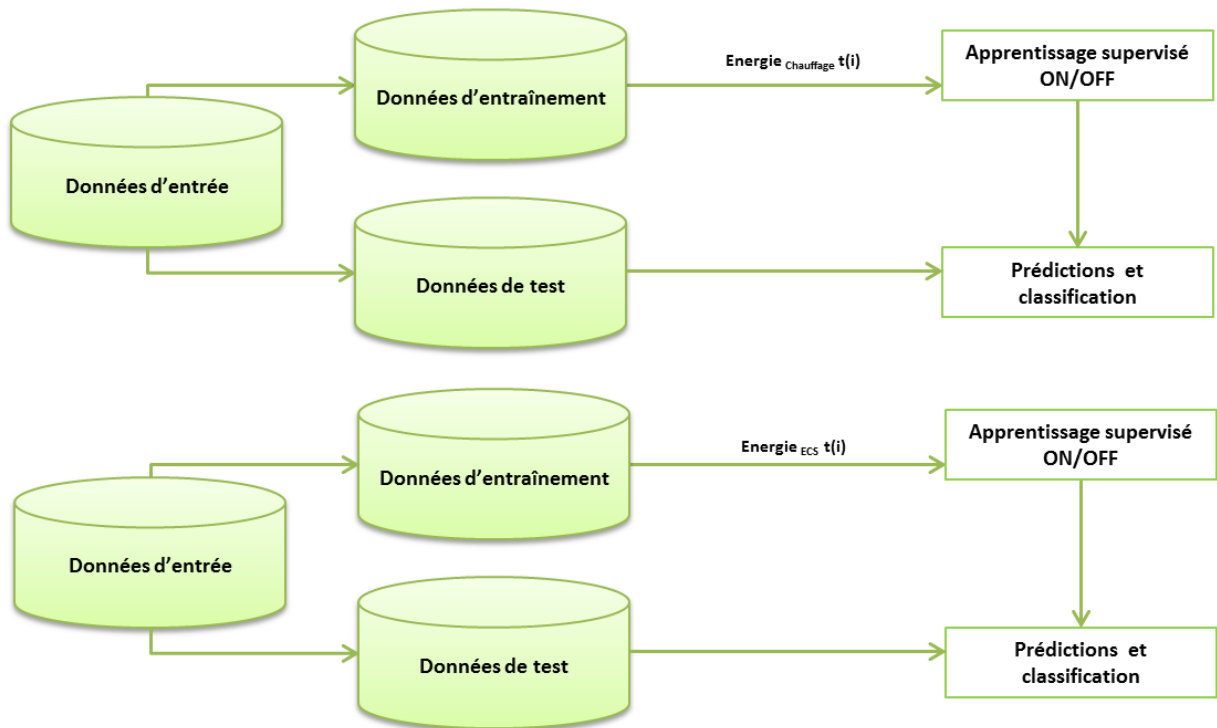 Energie Chauffage t(i)
Apprentissage supervisé
ON/OFF
Données d'entraînement
Données d'entrée
Données de test
Prédictions et
classification
Energie ECS t(i)
Apprentissage supervisé
ON/OFF
Données d'entraînement
Données d'entrée
Données de test
Prédictions et
classification